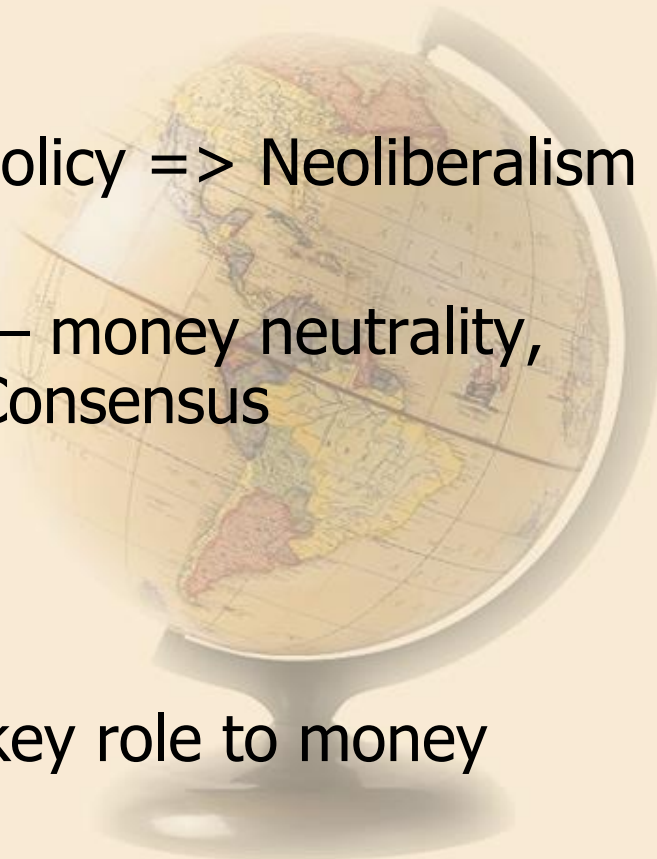 olicy => Neoliberalism
– money neutrality,
Consensus
key role to money